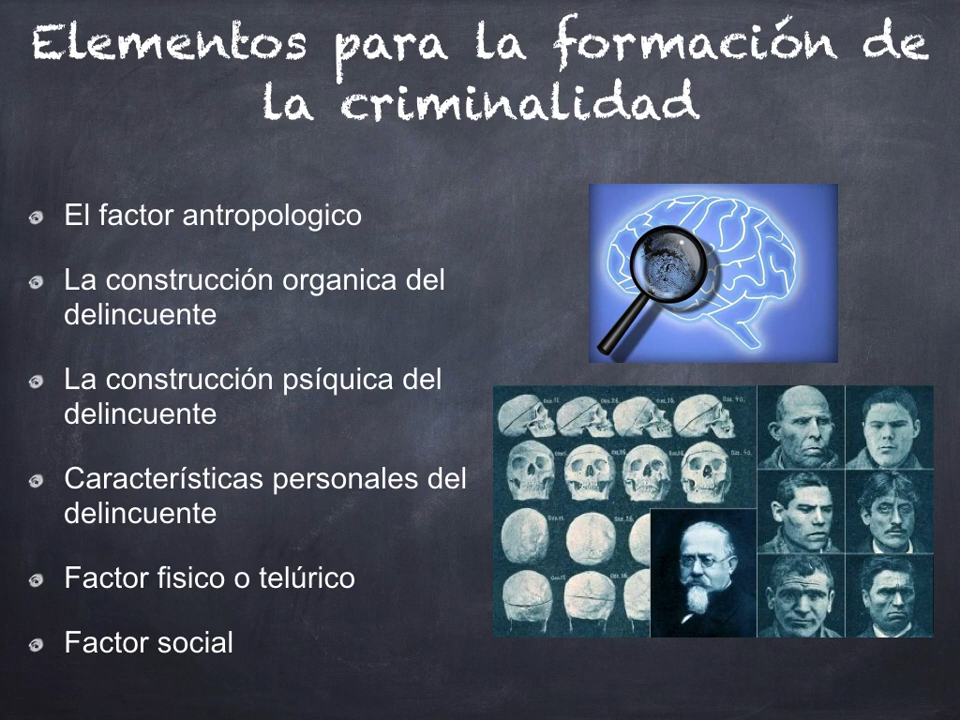 Elementos para la formación de
la criminalidad
El factor antropologico
La construcción organica del
delincuente
La construcción psíquica del
delincuente
Características personales del
delincuente
Factor fisico o telúrico
Factor social